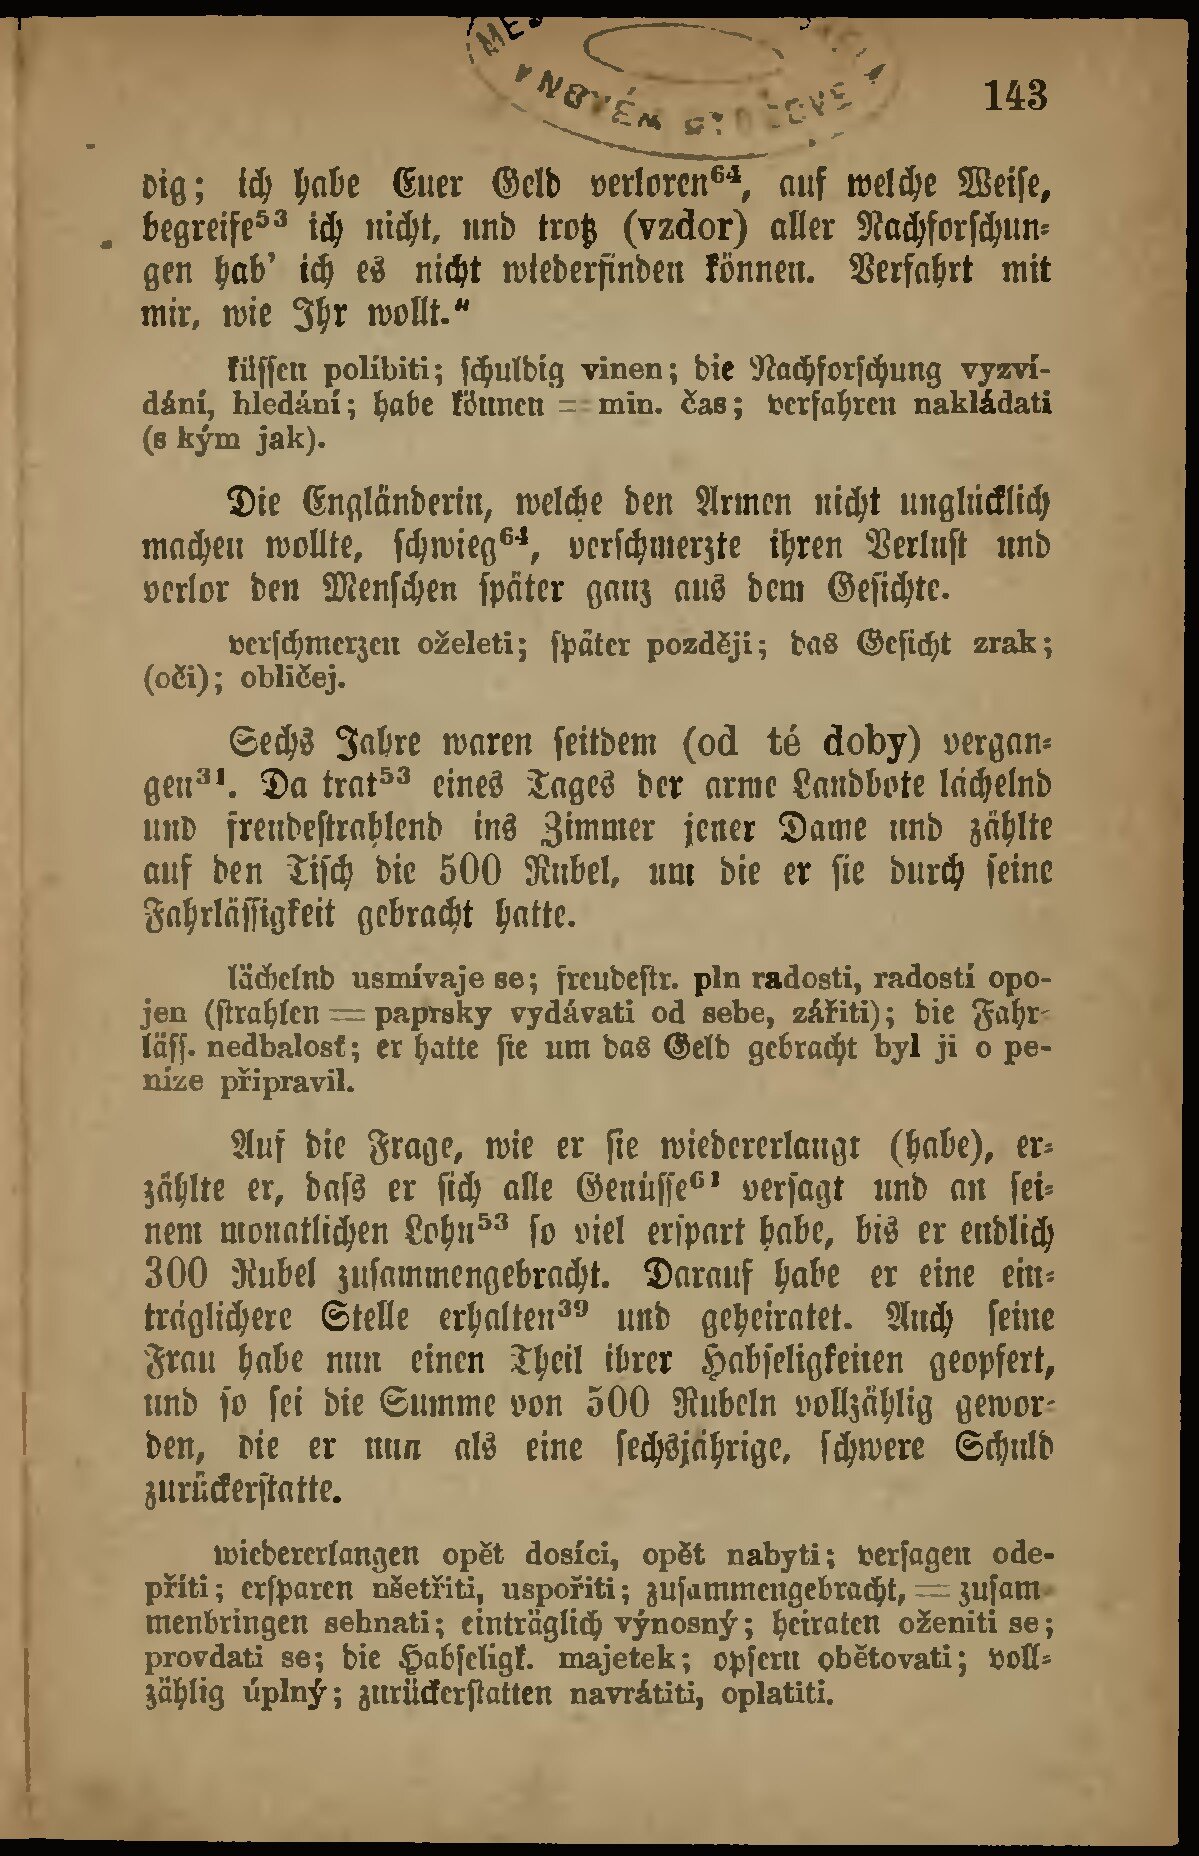 143
dig; ich habe Euer Geld verloren⁶⁴, auf welche Weise,
begreife⁵³ ich nicht, und trotz (vzdor) aller Nachforschun-
gen hab' ich es nicht wiederfinden können. Verfahrt mit
mir, wie Ihr wollt."
küssen políbiti; schuldig vinen; die Nachforschung vyzví-
dání, hledání; habe können = min. čas; verfahren nakládati
(s kým jak).
Die Engländerin, welche den Armen nicht unglücklich
machen wollte, schwieg⁶⁴, verschmerzte ihren Verlust und
verlor den Menschen später ganz aus dem Gesichte.
verschmerzen oželeti; später později; das Gesicht zrak;
(oči); obličej.
Sechs Jahre waren seitdem (od té doby) vergan-
gen³¹. Da trat⁵³ eines Tages der arme Landbote lächelnd
und freudestrahlend ins Zimmer jener Dame und zählte
auf den Tisch die 500 Rubel, um die er sie durch seine
Fahrlässigkeit gebracht hatte.
lächelnd usmívaje se; freudestr. pln radosti, radostí opo-
jen (strahlen = paprsky vydávati od sebe, zářiti); die Fahr-
läss. nedbalost; er hatte sie um das Geld gebracht byl ji o pe-
níze připravil.
Auf die Frage, wie er sie wiedererlangt (habe), er-
zählte er, dass er sich alle Genüsse⁶¹ versagt und an sei-
nem monatlichen Lohn⁵³ so viel erspart habe, bis er endlich
300 Rubel zusammengebracht. Darauf habe er eine ein-
träglichere Stelle erhalten³⁹ und geheiratet. Auch seine
Frau habe nun einen Theil ihrer Habseligkeiten geopfert,
und so sei die Summe von 500 Rubeln vollzählig gewor-
den, die er nun als eine sechsjährige, schwere Schuld
zurückerstatte.
wiedererlangen opět dosíci, opět nabyti; versagen ode-
příti; ersparen nšetřiti, uspořiti; zusammengebracht, = zusam
menbringen sehnati; einträglich výnosný; heiraten oženiti se;
provdati se; die Habseligk. majetek; opfern obětovati; voll-
zählig úplný; zurückerstatten navrátiti, oplatiti.